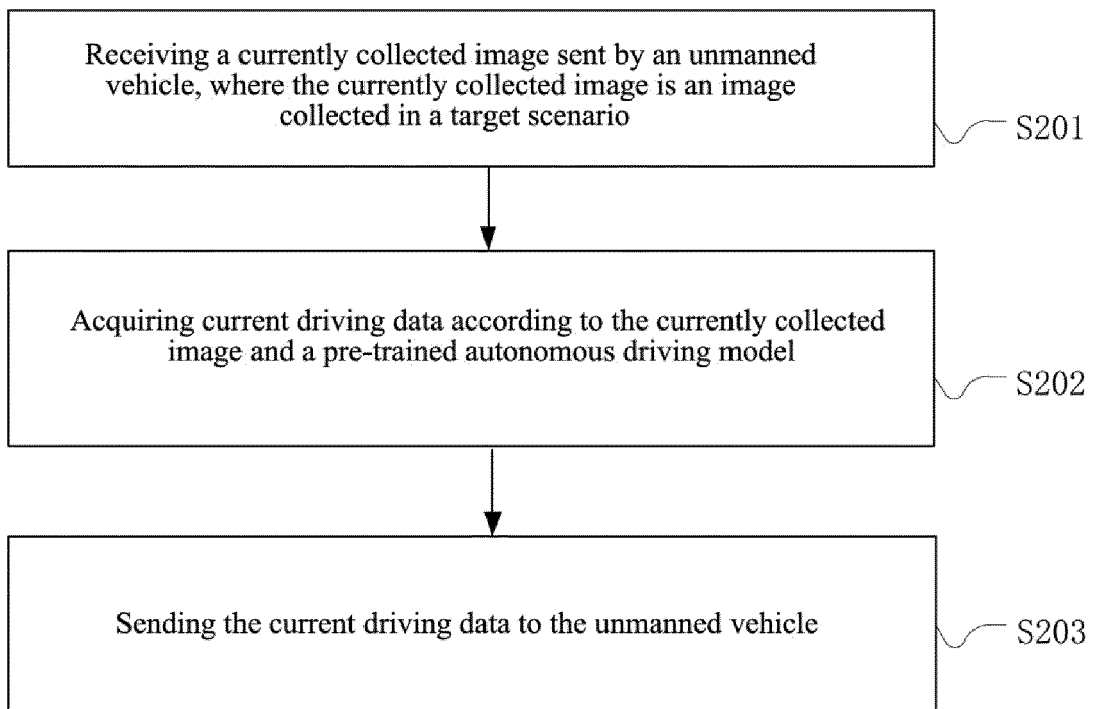 Receiving a currently collected image sent by an unmanned
vehicle, where the currently collected image is an image
collected in a target scenario
S201
Acquiring current driving data according to the currently collected
image and a pre-trained autonomous driving model
S202
Sending the current driving data to the unmanned vehicle
S203